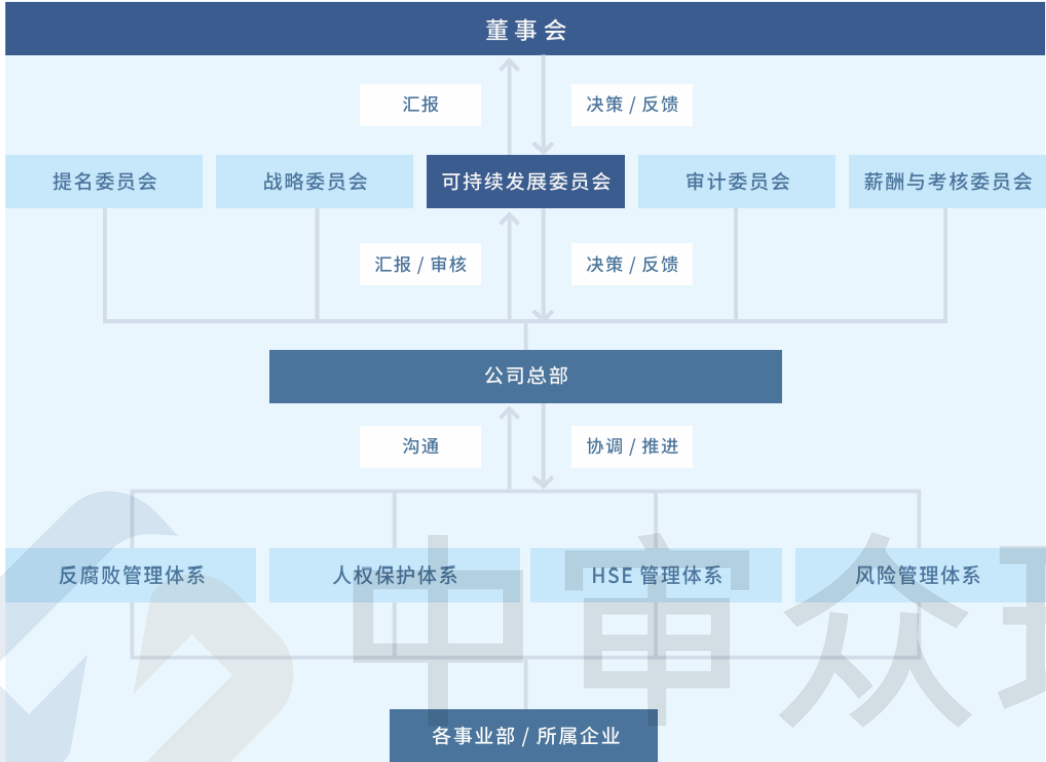 董事会
汇报
决策 / 反馈
提名委员会
战略委员会
可持续发展委员会
审计委员会
薪酬与考核委员会
汇报 / 审核
决策 / 反馈
公司总部
沟通
协调 / 推进
反腐败管理体系
人权保护体系
HSE 管理体系
风险管理体系
中审众环
各事业部 / 所属企业